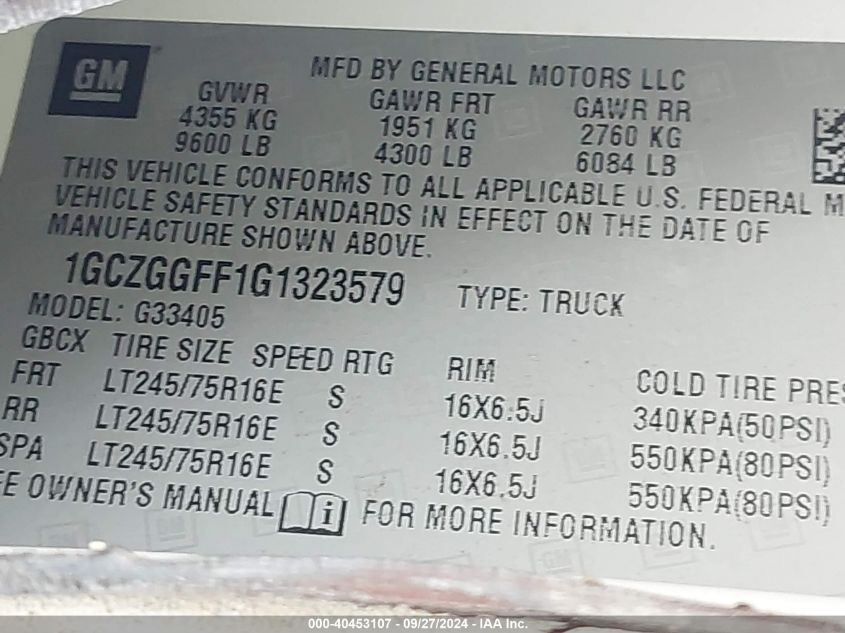 GM
MFD BY GENERAL MOTORS LLC
GVWR GAWR FRT GAWR RR
4355 KG 1951 KG 2760 KG
9600 LB 4300 LB 6084 LB
THIS VEHICLE CONFORMS TO ALL APPLICABLE U.S. FEDERAL M
VEHICLE SAFETY STANDARDS IN EFFECT ON THE DATE OF
MANUFACTURE SHOWN ABOVE.
1GCZGGFF1G1323579 TYPE: TRUCK
MODEL: G33405
GBCX TIRE SIZE SPEED RTG RIM COLD TIRE PRES
FRT LT245/75R16E S 16X6.5J 340KPA(50PSI)
RR LT245/75R16E S 16X6.5J 550KPA(80PSI)
SPA LT245/75R16E S 16X6.5J 550KPA(80PSI)
EE OWNER'S MANUAL i FOR MORE INFORMATION.
000-40453107 - 09/27/2024 - IAA Inc.